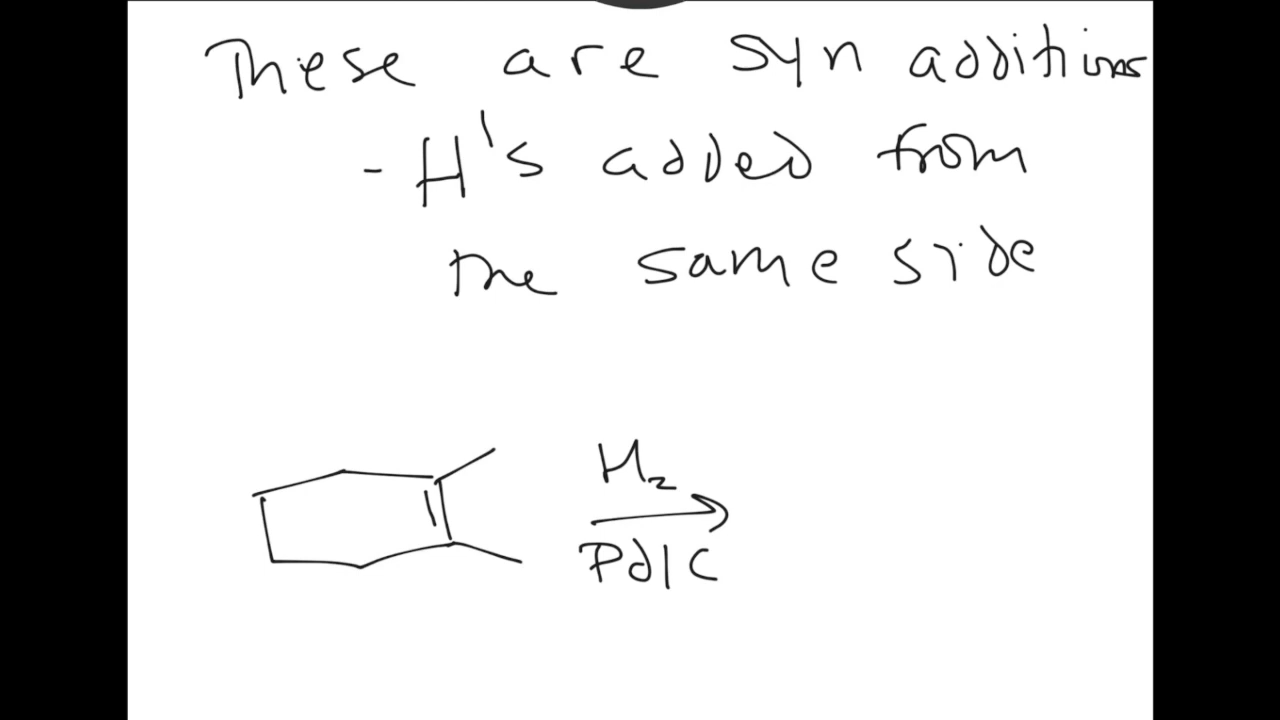 These are syn additions
- H's added from
the same side
H₂
Pd/C